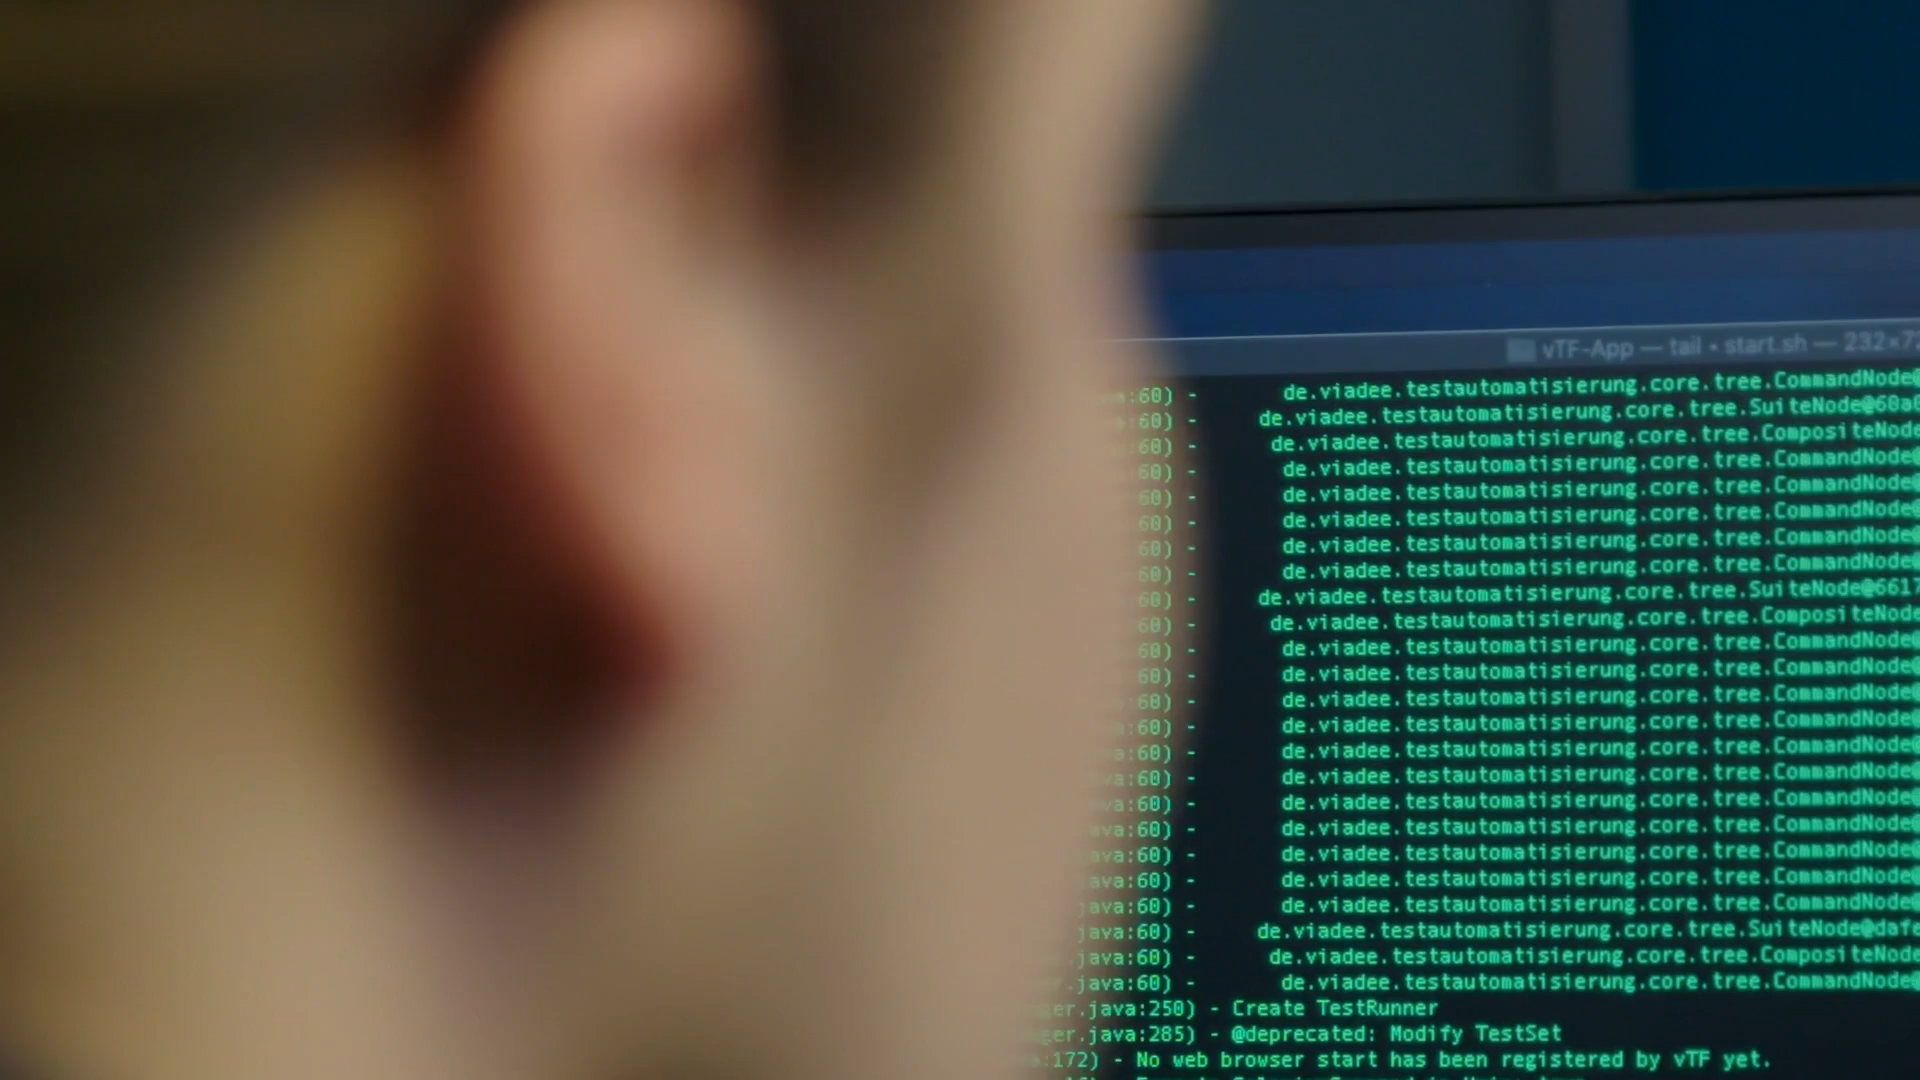 vTF-App — tail • start.sh — 232×7
:60) - de.viadee.testautomatisierung.core.tree.CommandNode@
:60) - de.viadee.testautomatisierung.core.tree.SuiteNode@60a
60) - de.viadee.testautomatisierung.core.tree.CompositeNode
60) - de.viadee.testautomatisierung.core.tree.CommandNode@
60) - de.viadee.testautomatisierung.core.tree.CommandNode@
60) - de.viadee.testautomatisierung.core.tree.CommandNode@
60) - de.viadee.testautomatisierung.core.tree.CommandNode@
60) - de.viadee.testautomatisierung.core.tree.CommandNode@
60) - de.viadee.testautomatisierung.core.tree.SuiteNode@6617
60) - de.viadee.testautomatisierung.core.tree.CompositeNode
60) - de.viadee.testautomatisierung.core.tree.CommandNode@
60) - de.viadee.testautomatisierung.core.tree.CommandNode@
:60) - de.viadee.testautomatisierung.core.tree.CommandNode@
:60) - de.viadee.testautomatisierung.core.tree.CommandNode@
a:60) - de.viadee.testautomatisierung.core.tree.CommandNode@
va:60) - de.viadee.testautomatisierung.core.tree.CommandNode@
va:60) - de.viadee.testautomatisierung.core.tree.CommandNode@
ava:60) - de.viadee.testautomatisierung.core.tree.CommandNode@
ava:60) - de.viadee.testautomatisierung.core.tree.CommandNode@
ava:60) - de.viadee.testautomatisierung.core.tree.CommandNode@
java:60) - de.viadee.testautomatisierung.core.tree.CommandNode@
java:60) - de.viadee.testautomatisierung.core.tree.SuiteNode@dafe
.java:60) - de.viadee.testautomatisierung.core.tree.CompositeNode
r.java:60) - de.viadee.testautomatisierung.core.tree.CommandNode@
ger.java:250) - Create TestRunner
ger.java:285) - @deprecated: Modify TestSet
:172) - No web browser start has been registered by vTF yet.